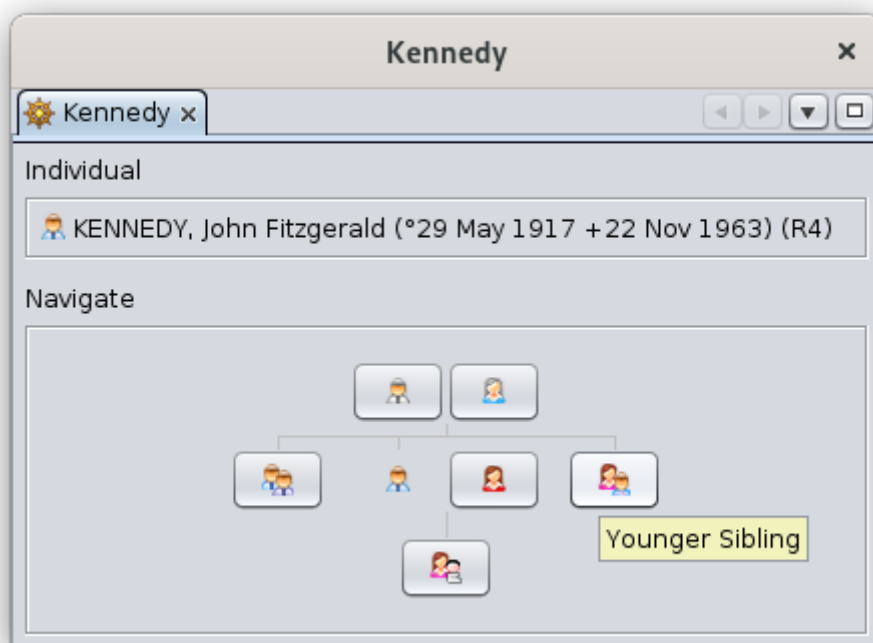 Kennedy
Kennedy
Individual
KENNEDY, John Fitzgerald (°29 May 1917 +22 Nov 1963) (R4)
Navigate
Younger Sibling